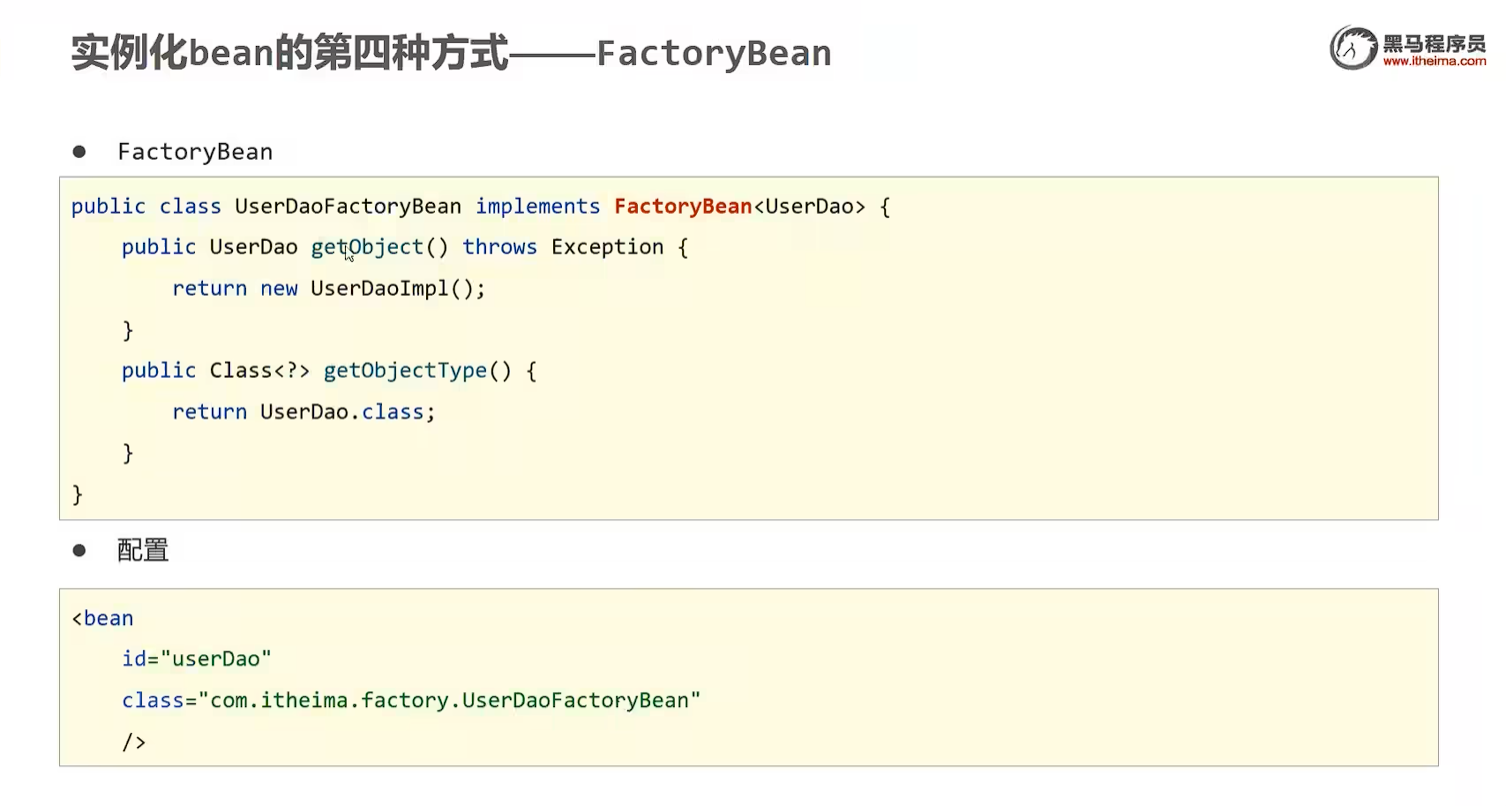 实例化bean的第四种方式——FactoryBean
黑马程序员
www.itheima.com
● FactoryBean
public class UserDaoFactoryBean implements FactoryBean<UserDao> {
    public UserDao getObject() throws Exception {
        return new UserDaoImpl();
    }
    public Class<?> getObjectType() {
        return UserDao.class;
    }
}
● 配置
<bean
    id="userDao"
    class="com.itheima.factory.UserDaoFactoryBean"
    />